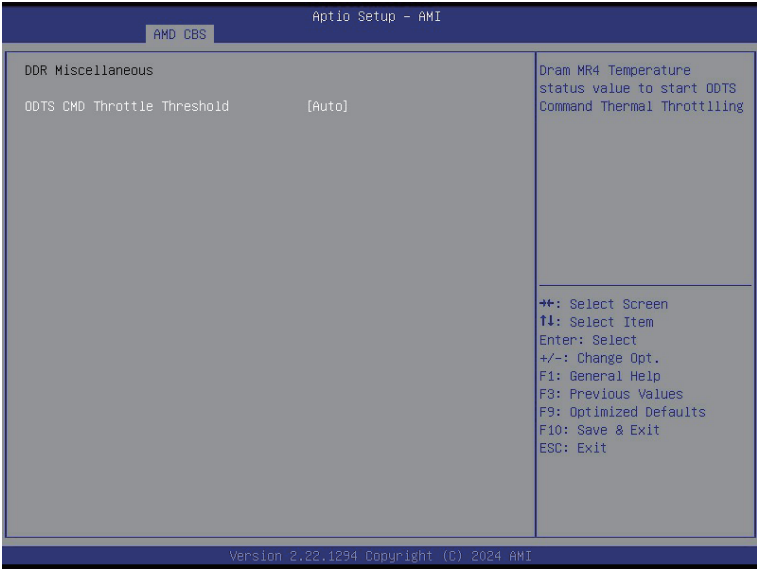 Aptio Setup - AMI
AMD CBS
DDR Miscellaneous
ODTS CMD Throttle Threshold [Auto]
Dram MR4 Temperature
status value to start ODTS
Command Thermal Throttlling
→←: Select Screen
↑↓: Select Item
Enter: Select
+/-: Change Opt.
F1: General Help
F3: Previous Values
F9: Optimized Defaults
F10: Save & Exit
ESC: Exit
Version 2.22.1294 Copyright (C) 2024 AMI